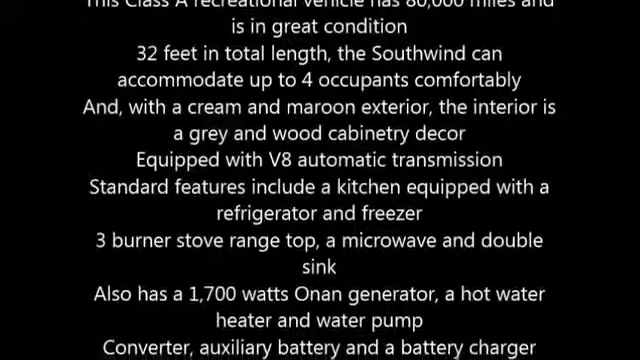 This Class A recreational vehicle has 80,000 miles and
is in great condition
32 feet in total length, the Southwind can
accommodate up to 4 occupants comfortably
And, with a cream and maroon exterior, the interior is
a grey and wood cabinetry decor
Equipped with V8 automatic transmission
Standard features include a kitchen equipped with a
refrigerator and freezer
3 burner stove range top, a microwave and double
sink
Also has a 1,700 watts Onan generator, a hot water
heater and water pump
Converter, auxiliary battery and a battery charger